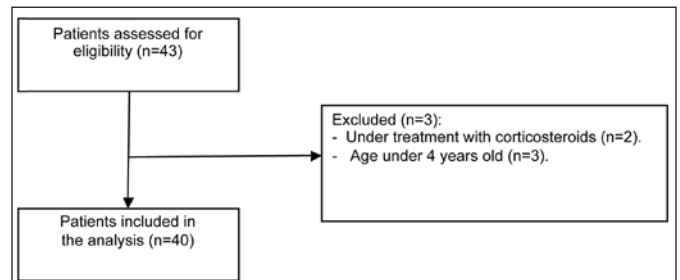 Patients assessed for
eligibility (n=43)
Excluded (n=3):
- Under treatment with corticosteroids (n=2).
- Age under 4 years old (n=3).
Patients included in
the analysis (n=40)